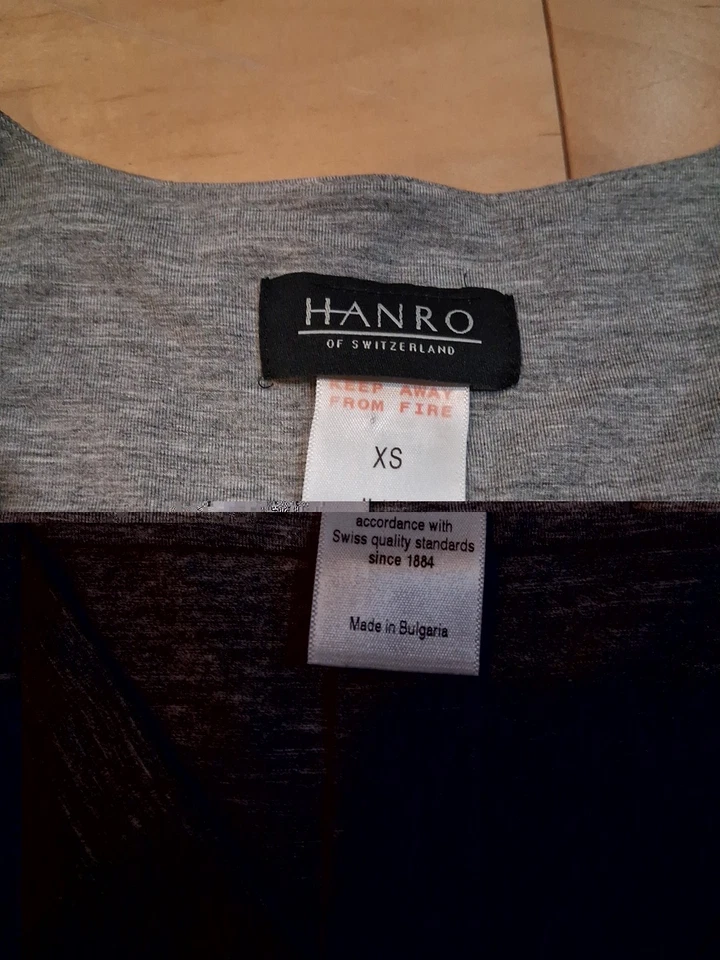 HANRO
OF SWITZERLAND
KEEP AWAY
FROM FIRE
XS
accordance with
Swiss quality standards
since 1884
Made in Bulgaria